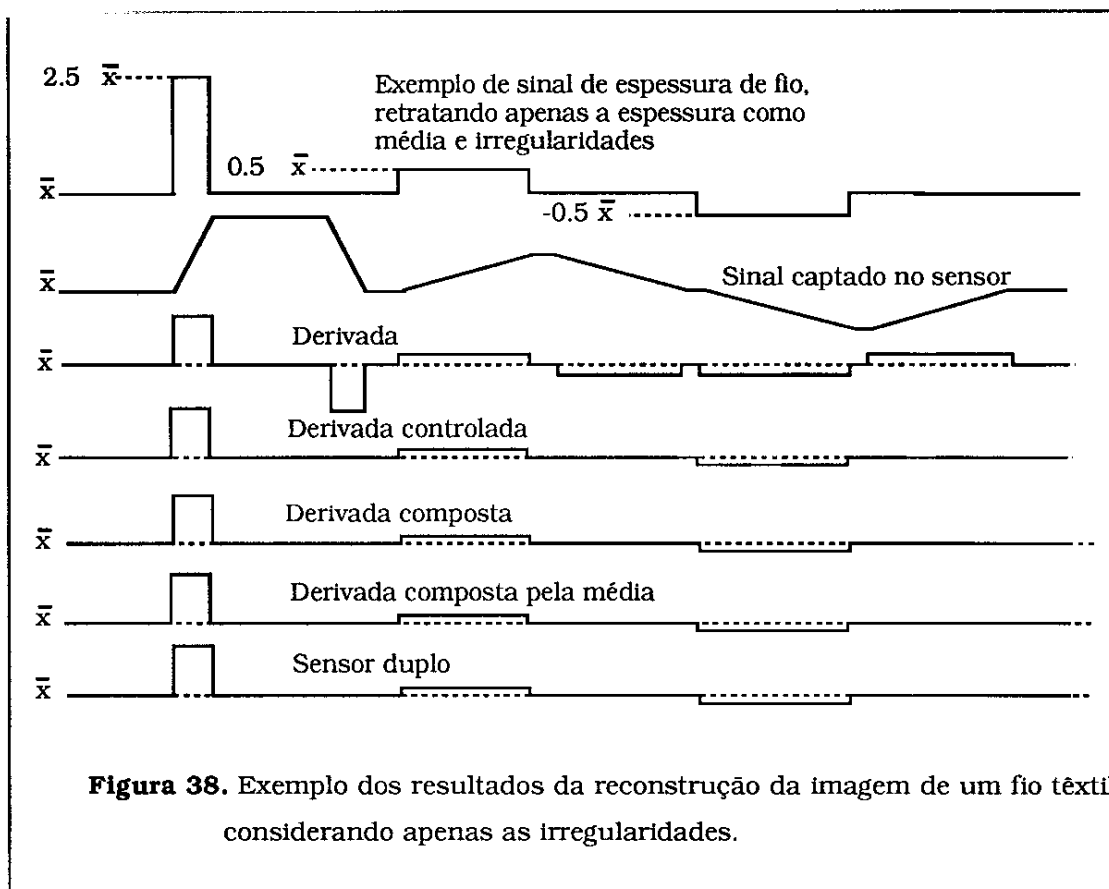 2.5 x̄
Exemplo de sinal de espessura de fio,
retratando apenas a espessura como
média e irregularidades
0.5 x̄
x̄
-0.5 x̄
x̄
Sinal captado no sensor
Derivada
x̄
Derivada controlada
x̄
Derivada composta
x̄
Derivada composta pela média
x̄
Sensor duplo
x̄
Figura 38. Exemplo dos resultados da reconstrução da imagem de um fio têxtil
considerando apenas as irregularidades.